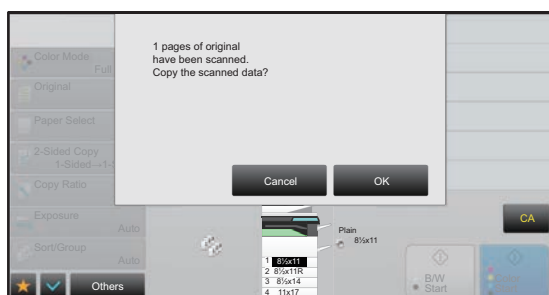 1 pages of original
have been scanned.
Copy the scanned data?
Cancel
OK
Color Mode
Full
Original
Paper Select
2-Sided Copy
1-Sided→1-
Copy Ratio
Exposure
Auto
Sort/Group
Auto
Others
Plain
8½x11
1 8½x11
2 8½x11R
3 8½x14
4 11x17
CA
B/W
Start